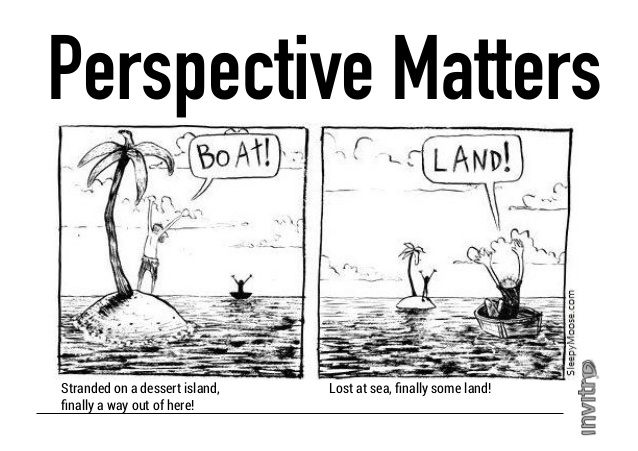 Perspective Matters
BOAt!
LAND!
SleepyMoose.com
Stranded on a dessert island,
finally a way out of here!
Lost at sea, finally some land!
invitro